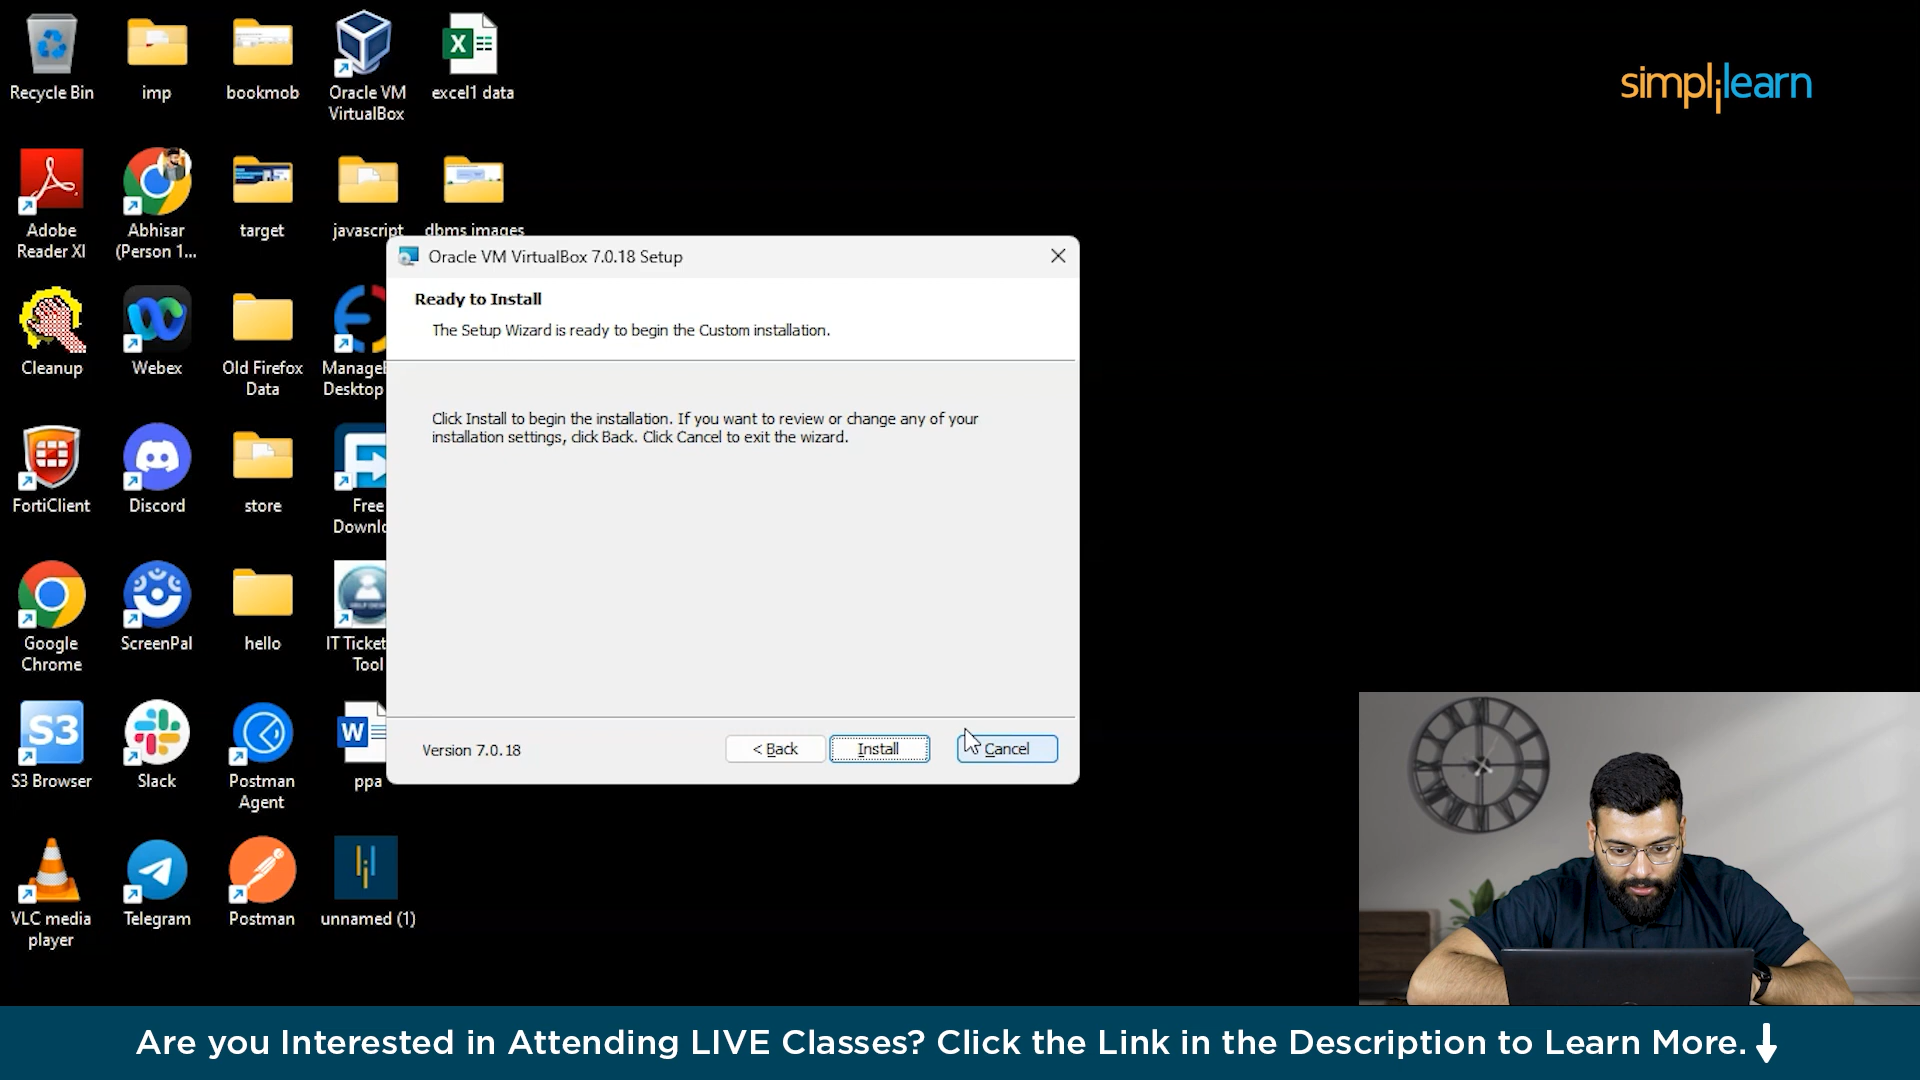 Recycle Bin
imp
bookmob
Oracle VM
VirtualBox
excel1 data
simplilearn
Adobe
Reader XI
Abhisar
(Person 1...
target
javascript
dbms images
Oracle VM VirtualBox 7.0.18 Setup
Ready to Install
The Setup Wizard is ready to begin the Custom installation.
Cleanup
Webex
Old Firefox
Data
Manage
Desktop
Click Install to begin the installation. If you want to review or change any of your
installation settings, click Back. Click Cancel to exit the wizard.
FortiClient
Discord
store
Free
Downlo
Google
Chrome
ScreenPal
hello
IT Ticket
Tool
S3
S3 Browser
Slack
Postman
Agent
W
ppa
Version 7.0.18
< Back
Install
Cancel
VLC media
player
Telegram
Postman
unnamed (1)
Are you Interested in Attending LIVE Classes? Click the Link in the Description to Learn More.